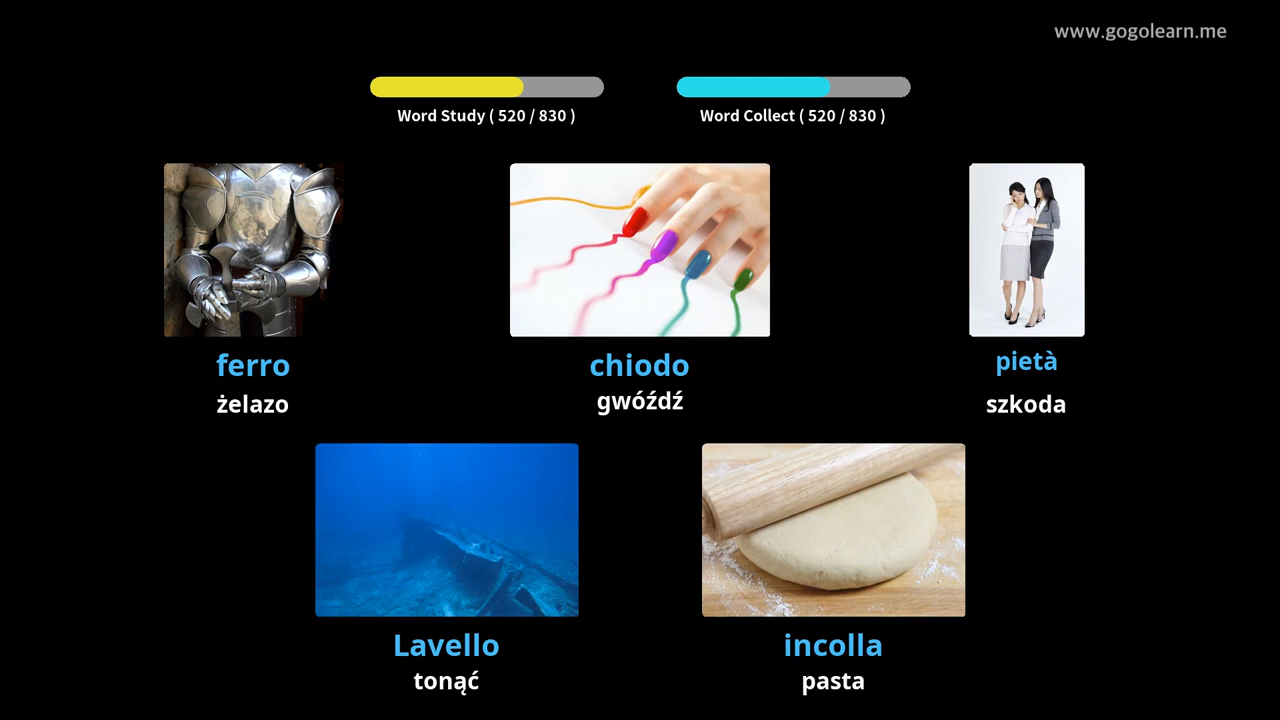 www.gogolearn.me
Word Study ( 520 / 830 )
Word Collect ( 520 / 830 )
ferro
żelazo
chiodo
gwóźdź
pietà
szkoda
Lavello
tonąć
incolla
pasta